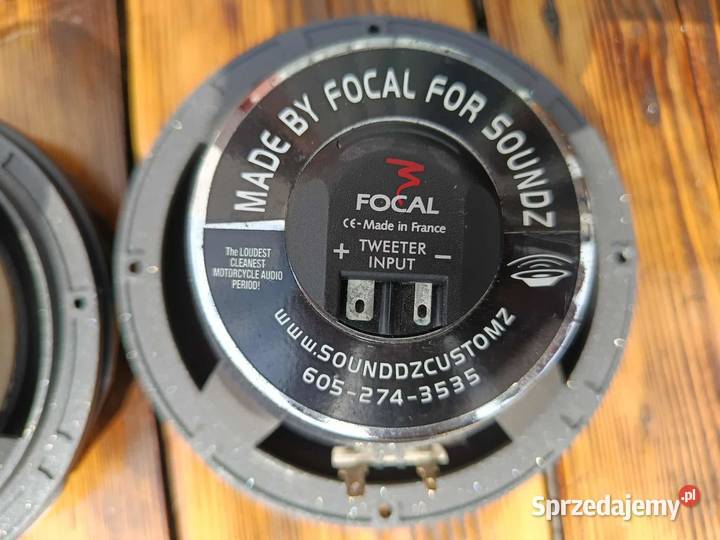 MADE BY FOCAL FOR SOUNDZ
FOCAL
CE-Made in France
+ TWEETER -
INPUT
The LOUDEST
CLEANEST
MOTORCYCLE AUDIO
PERIOD!
www.SOUNDDZCUSTOMZ
605-274-3535
Sprzedajemy.pl